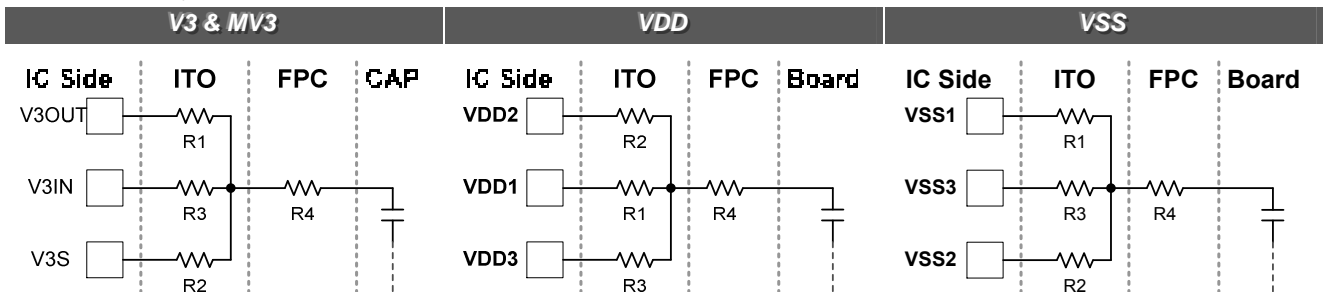 V3 & MV3 VDD VSS
IC Side ITO FPC CAP IC Side ITO FPC Board IC Side ITO FPC Board
V3OUT VDD2 VSS1
R1 R2 R1
V3IN VDD1 VSS3
R3 R4 R1 R4 R3 R4
V3S VDD3 VSS2
R2 R3 R2